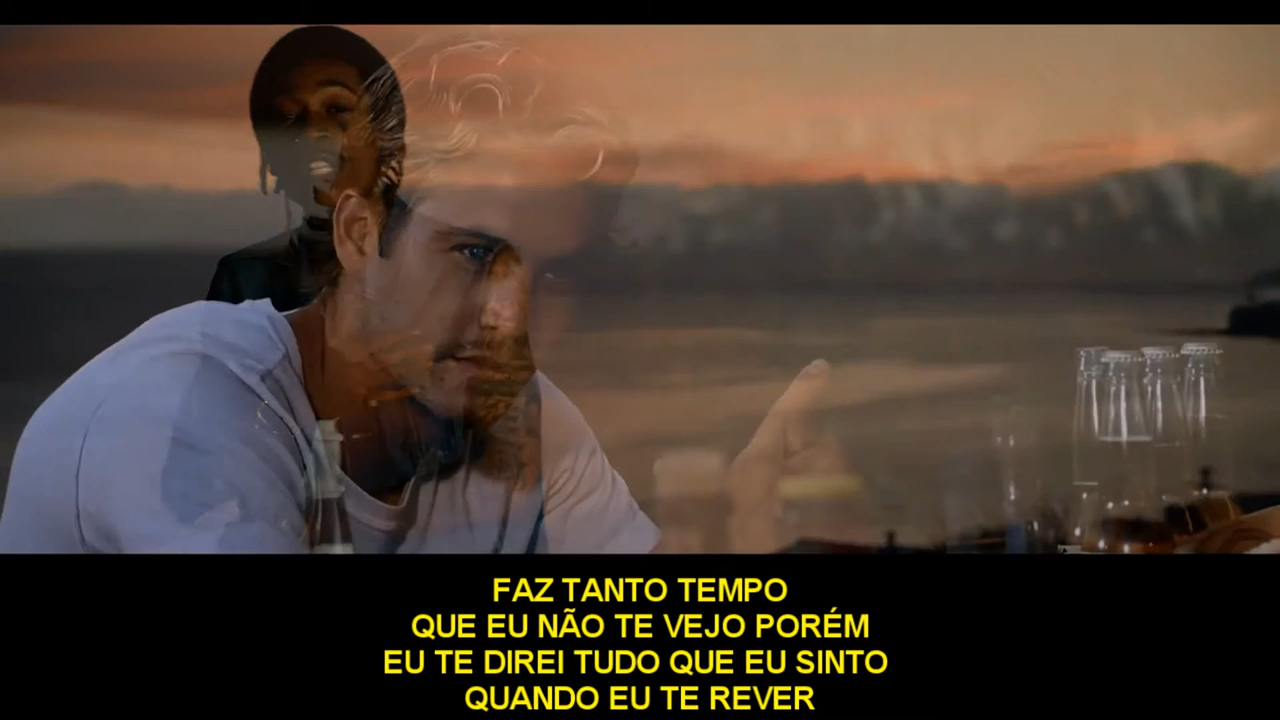 FAZ TANTO TEMPO
QUE EU NÃO TE VEJO PORÉM
EU TE DIREI TUDO QUE EU SINTO
QUANDO EU TE REVER